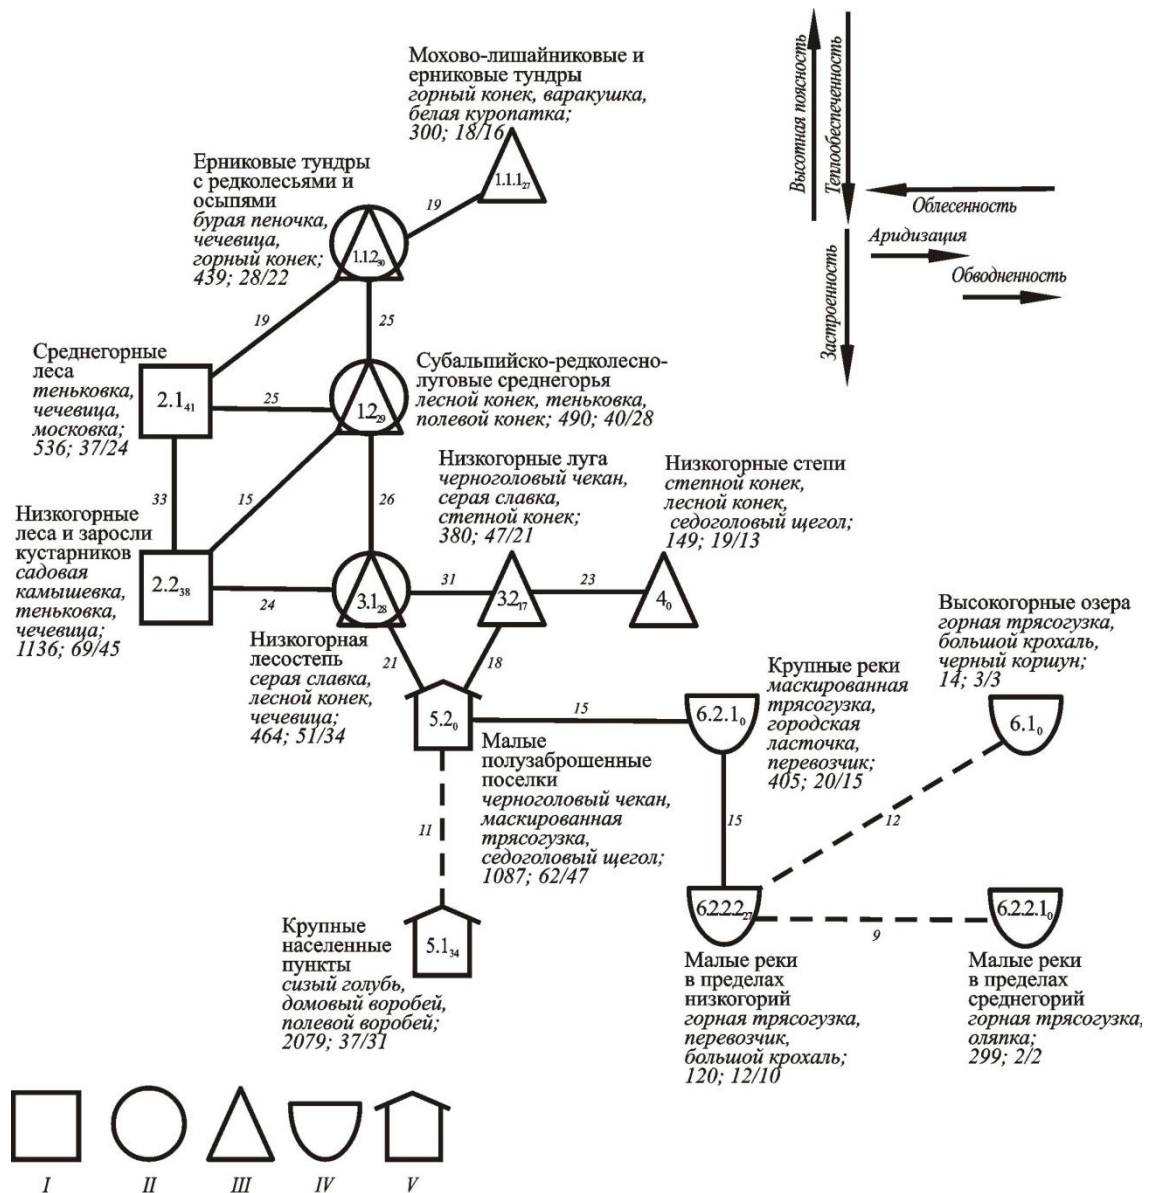 Мохово-лишайниковые и
ерниковые тундры
горный конек, варакушка,
белая куропатка;
300; 18/16
1.1.1₂₇
Высотная поясность
Теплообеспеченность
Облесенность
Аридизация
Обводненность
Застроенность
Ерниковые тундры
с редколесьями и
осыпями
бурая пеночка,
чечевица,
горный конек;
439; 28/22
1.1.2₃₀
19
19
25
Среднегорные
леса
теньковка,
чечевица,
московка;
536; 37/24
2.1₄₁
25
1.2₂₉
Субальпийско-редколесно-
луговые среднегорья
лесной конек, теньковка,
полевой конек; 490; 40/28
33
15
26
Низкогорные
леса и заросли
кустарников
садовая
камышевка,
теньковка,
чечевица;
1136; 69/45
2.2₃₈
24
3.1₂₈
Низкогорная
лесостепь
серая славка,
лесной конек,
чечевица;
464; 51/34
31
Низкогорные луга
черноголовый чекан,
серая славка,
степной конек;
380; 47/21
3.2₁₇
23
Низкогорные степи
степной конек,
лесной конек,
седоголовый щегол;
149; 19/13
4₀
21
18
5.2₀
Малые
полузаброшенные
поселки
черноголовый чекан,
маскированная
трясогузка,
седоголовый щегол;
1087; 62/47
15
Крупные реки
маскированная
трясогузка,
городская
ласточка,
перевозчик;
405; 20/15
6.2.1₀
Высокогорные озера
горная трясогузка,
большой крохаль,
черный коршун;
14; 3/3
6.1₀
11
15
12
Крупные
населенные
пункты
сизый голубь,
домовый воробей,
полевой воробей;
2079; 37/31
5.1₃₄
6.2.2.2₂₇
9
6.2.2.1₀
Малые реки
в пределах
низкогорий
горная трясогузка,
перевозчик,
большой крохаль;
120; 12/10
Малые реки
в пределах
среднегорий
горная трясогузка,
оляпка;
299; 2/2
I
II
III
IV
V